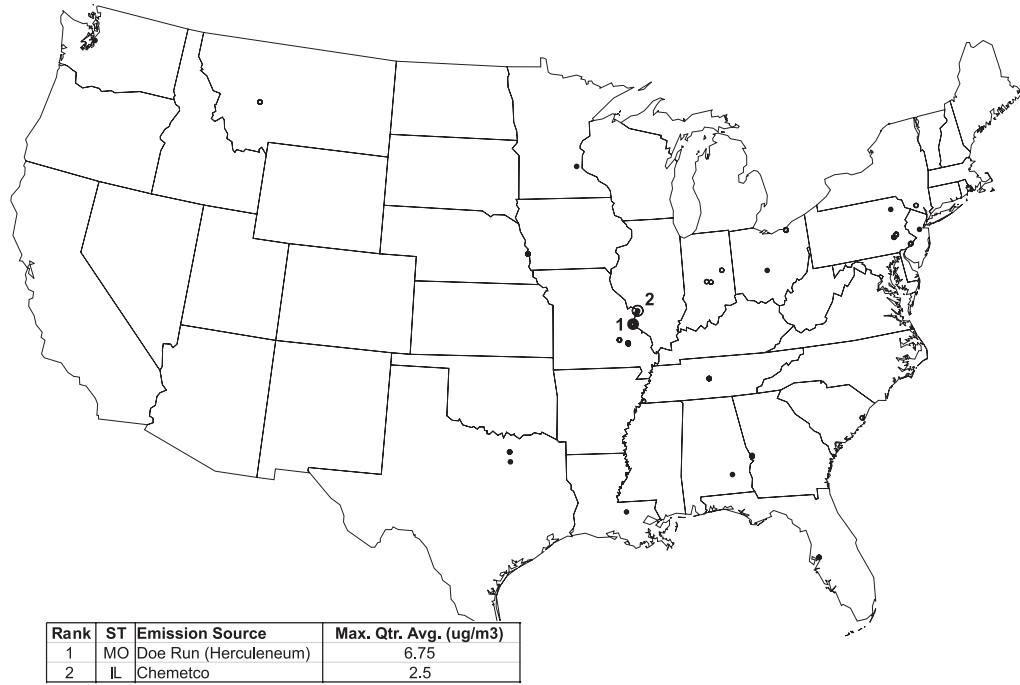 2
1
Rank ST Emission Source Max. Qtr. Avg. (ug/m3)
1 MO Doe Run (Herculeneum) 6.75
2 IL Chemetco 2.5